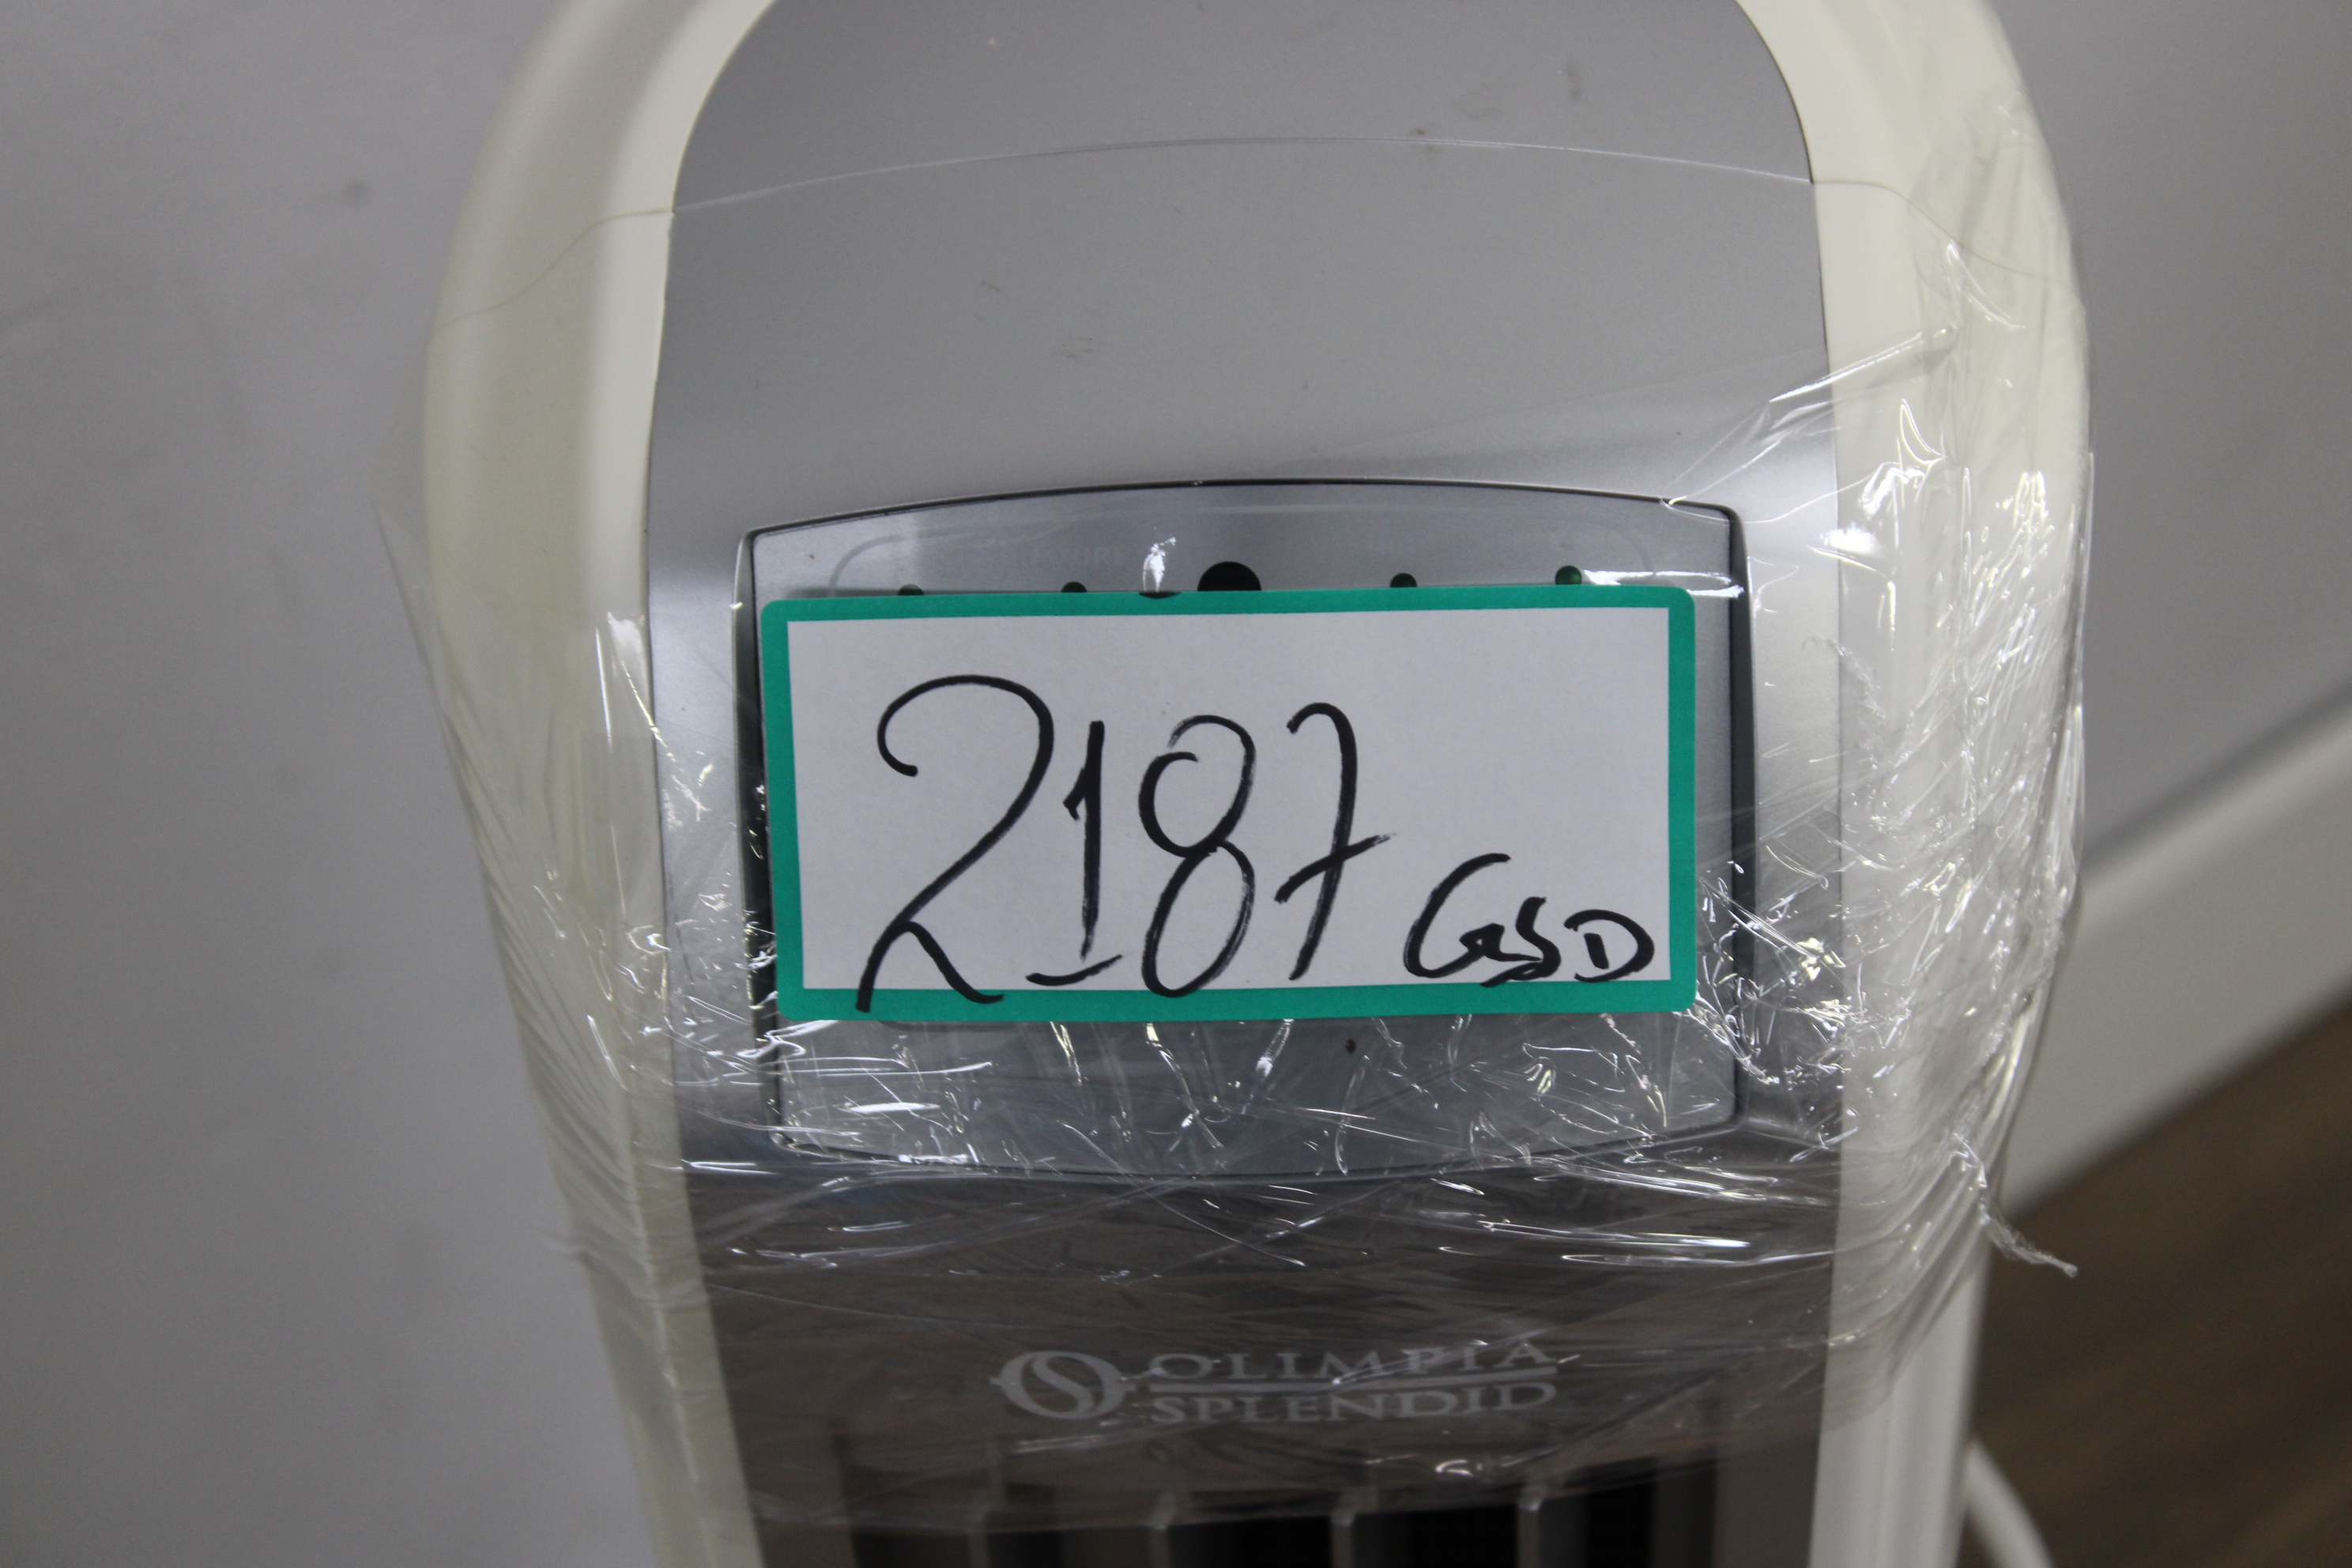 2187 GSD
OLIMPIA
SPLENDID